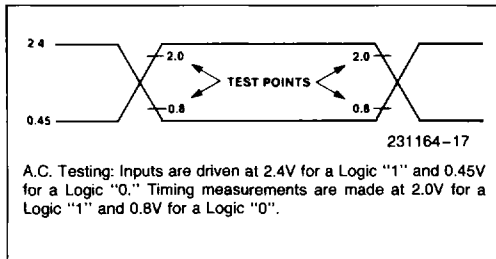 2.4
2.0
2.0
TEST POINTS
0.45
0.8
0.8
231164–17
A.C. Testing: Inputs are driven at 2.4V for a Logic "1" and 0.45V
for a Logic "0." Timing measurements are made at 2.0V for a
Logic "1" and 0.8V for a Logic "0".